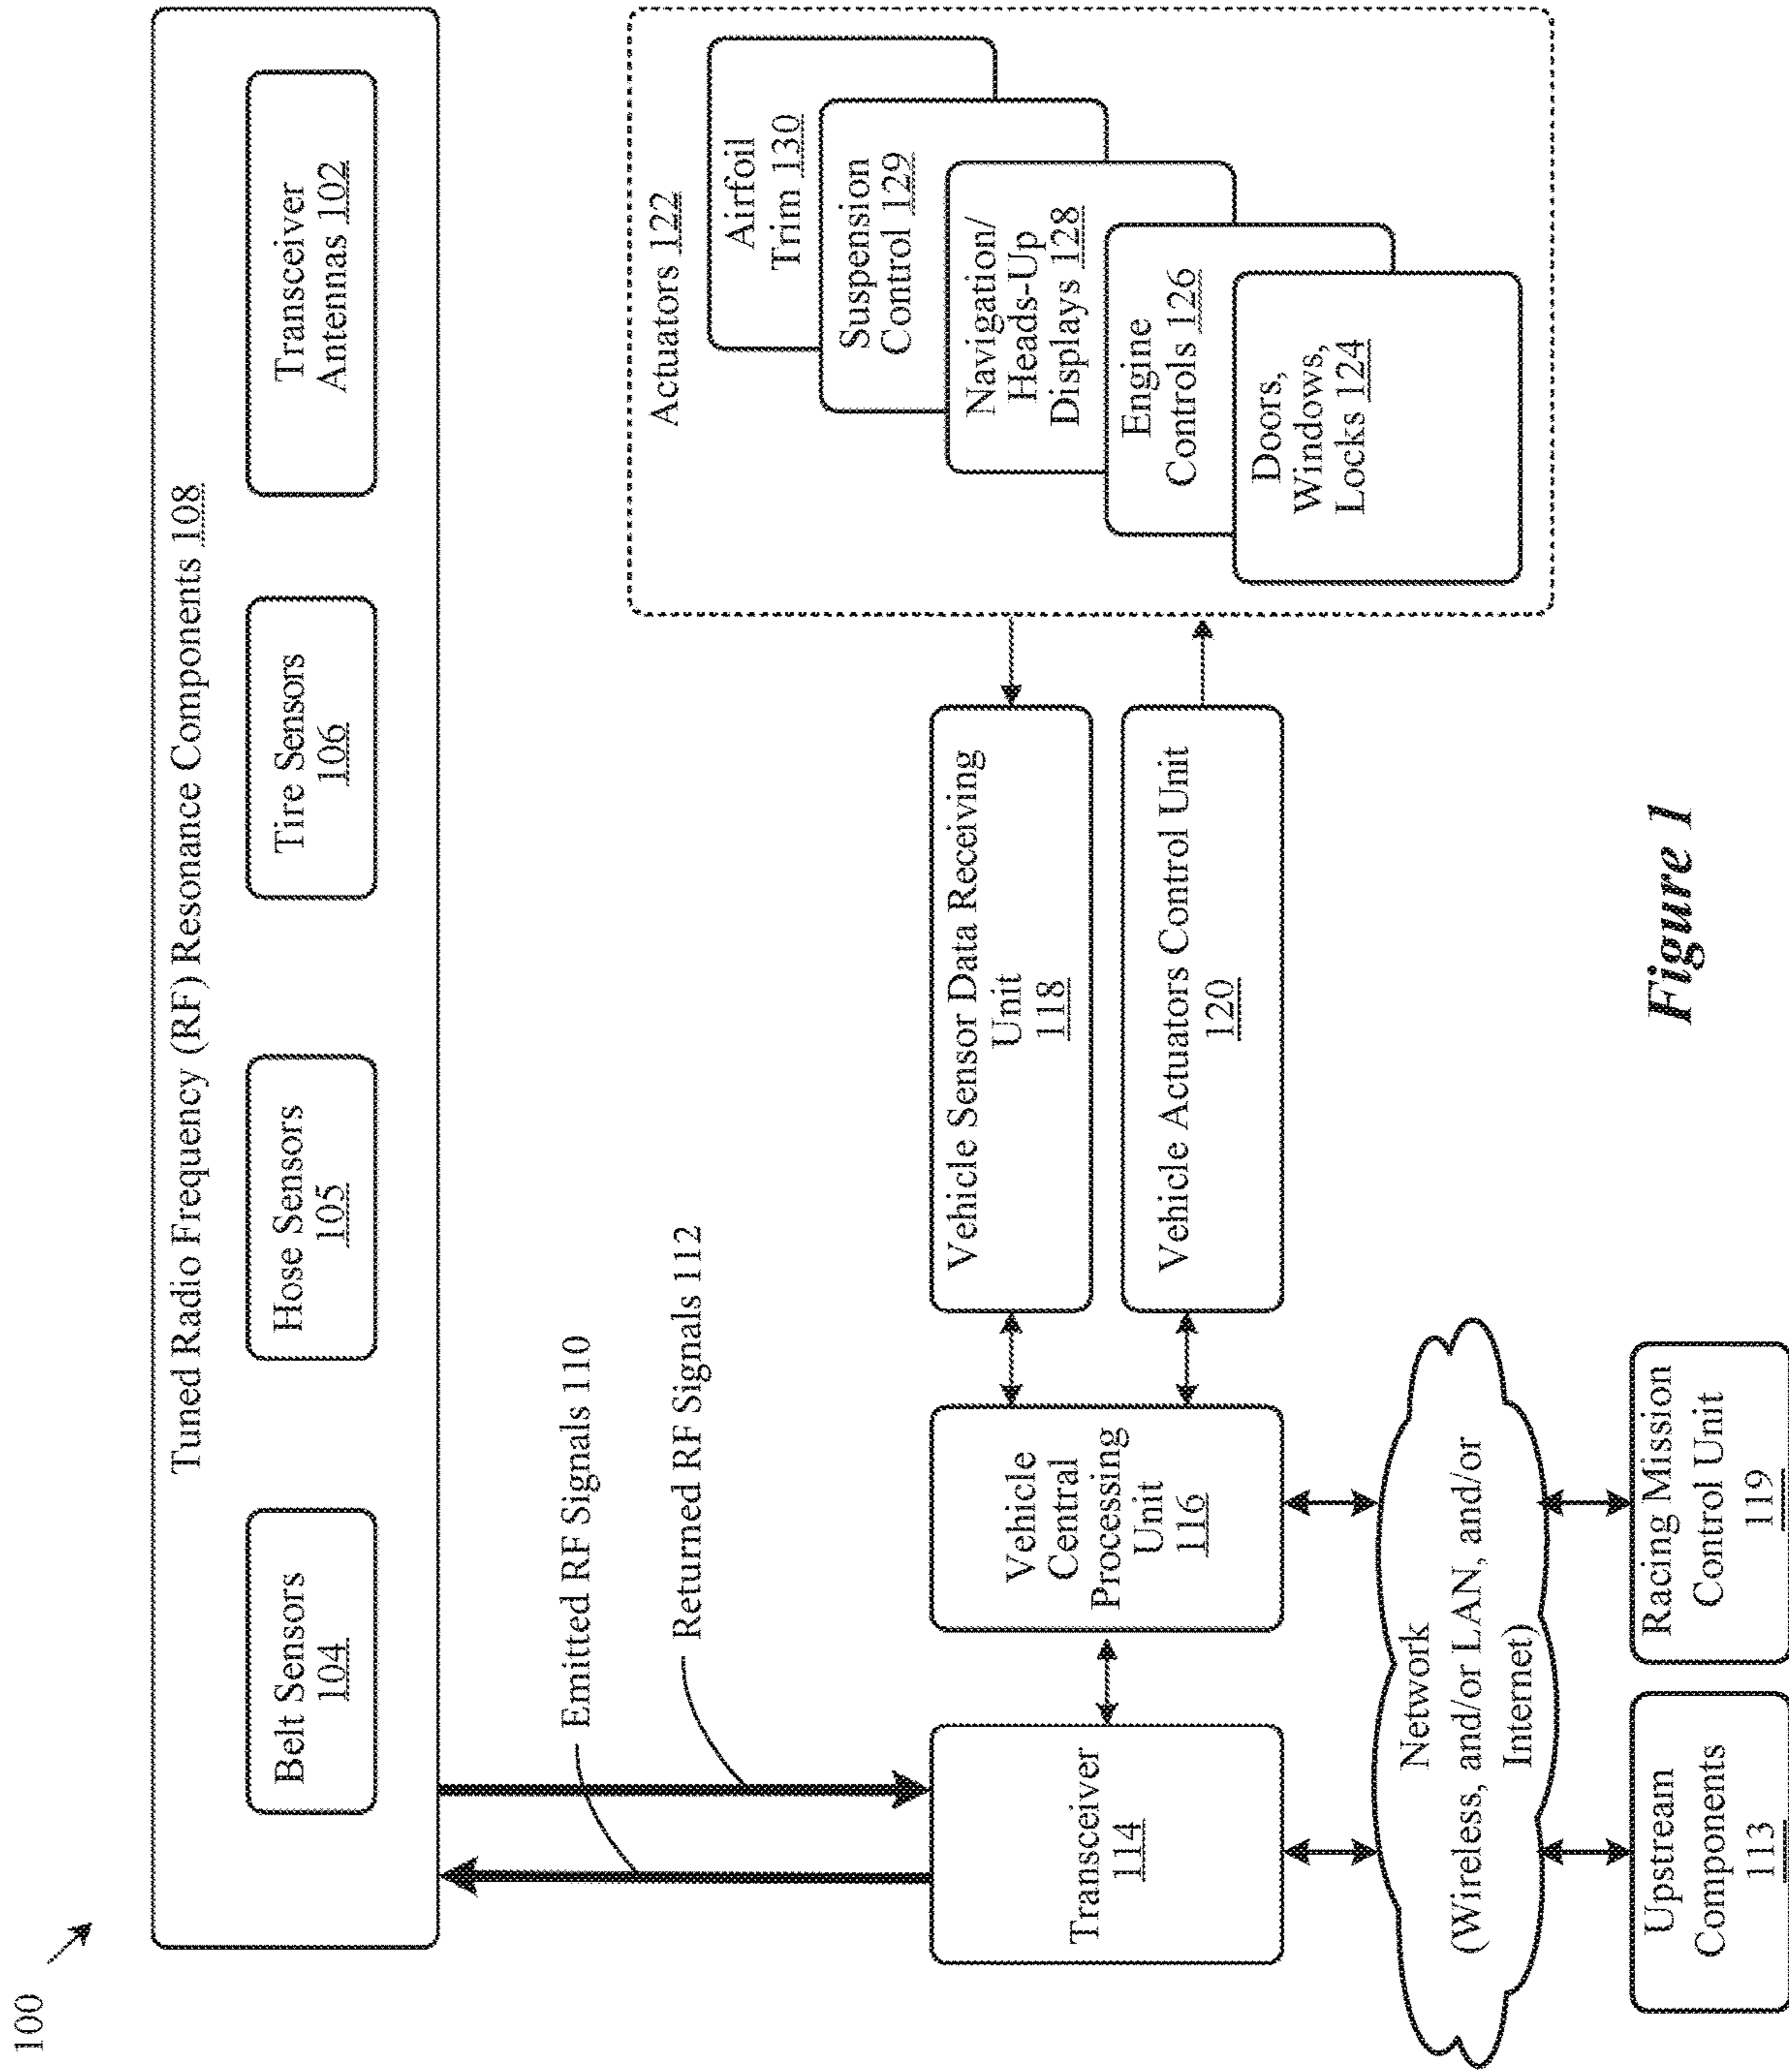 100
Tuned Radio Frequency (RF) Resonance Components 108
Belt Sensors
104
Hose Sensors
105
Tire Sensors
106
Transceiver
Antennas 102
Emitted RF Signals 110
Returned RF Signals 112
Actuators 122
Airfoil
Trim 130
Suspension
Control 129
Navigation/
Heads-Up
Displays 128
Engine
Controls 126
Doors,
Windows,
Locks 124
Transceiver
114
Vehicle
Central
Processing
Unit
116
Vehicle Sensor Data Receiving
Unit
118
Vehicle Actuators Control Unit
120
Network
(Wireless, and/or LAN, and/or
Internet)
Upstream
Components
113
Racing Mission
Control Unit
119
Figure 1